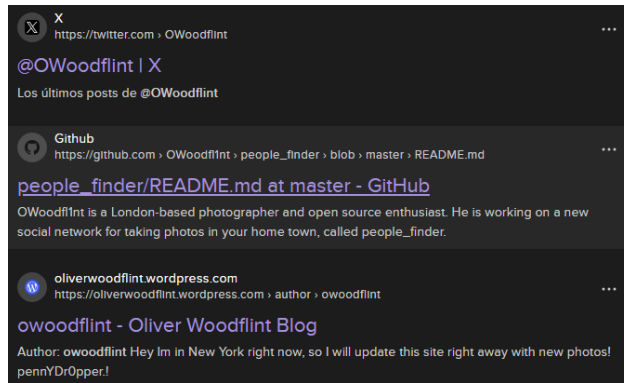 X
https://twitter.com › OWoodflint
@OWoodflint | X
Los últimos posts de @OWoodflint
Github
https://github.com › OWoodfl1nt › people_finder › blob › master › README.md
people_finder/README.md at master - GitHub
OWoodfl1nt is a London-based photographer and open source enthusiast. He is working on a new
social network for taking photos in your home town, called people_finder.
oliverwoodflint.wordpress.com
https://oliverwoodflint.wordpress.com › author › owoodflint
owoodflint - Oliver Woodflint Blog
Author: owoodflint Hey Im in New York right now, so I will update this site right away with new photos!
pennYDr0pper.!